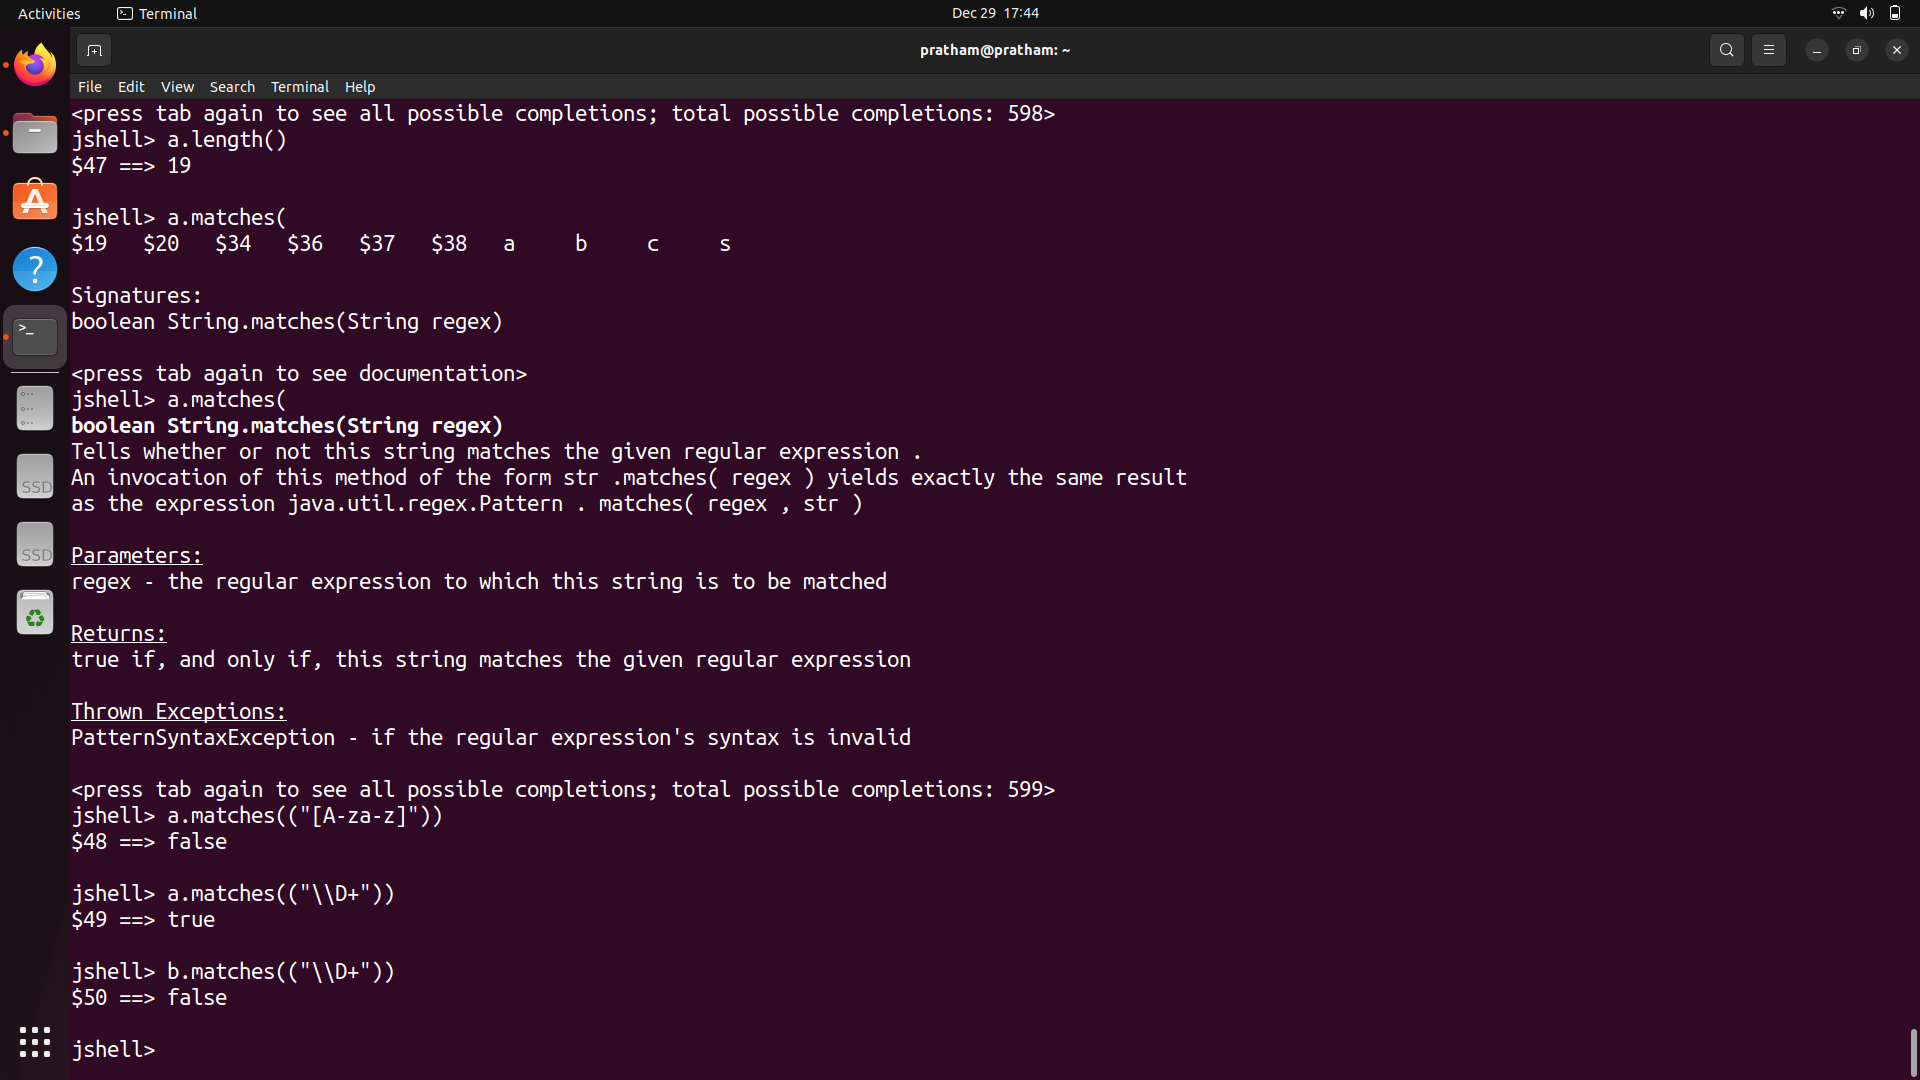 Activities Terminal Dec 29 17:44
pratham@pratham: ~
File Edit View Search Terminal Help
<press tab again to see all possible completions; total possible completions: 598>
jshell> a.length()
$47 ==> 19
jshell> a.matches(
$19 $20 $34 $36 $37 $38 a b c s
Signatures:
boolean String.matches(String regex)
<press tab again to see documentation>
jshell> a.matches(
boolean String.matches(String regex)
Tells whether or not this string matches the given regular expression .
An invocation of this method of the form str .matches( regex ) yields exactly the same result
as the expression java.util.regex.Pattern . matches( regex , str )
Parameters:
regex - the regular expression to which this string is to be matched
Returns:
true if, and only if, this string matches the given regular expression
Thrown Exceptions:
PatternSyntaxException - if the regular expression's syntax is invalid
<press tab again to see all possible completions; total possible completions: 599>
jshell> a.matches(("[A-za-z]"))
$48 ==> false
jshell> a.matches(("\\D+"))
$49 ==> true
jshell> b.matches(("\\D+"))
$50 ==> false
jshell>
SSD
SSD